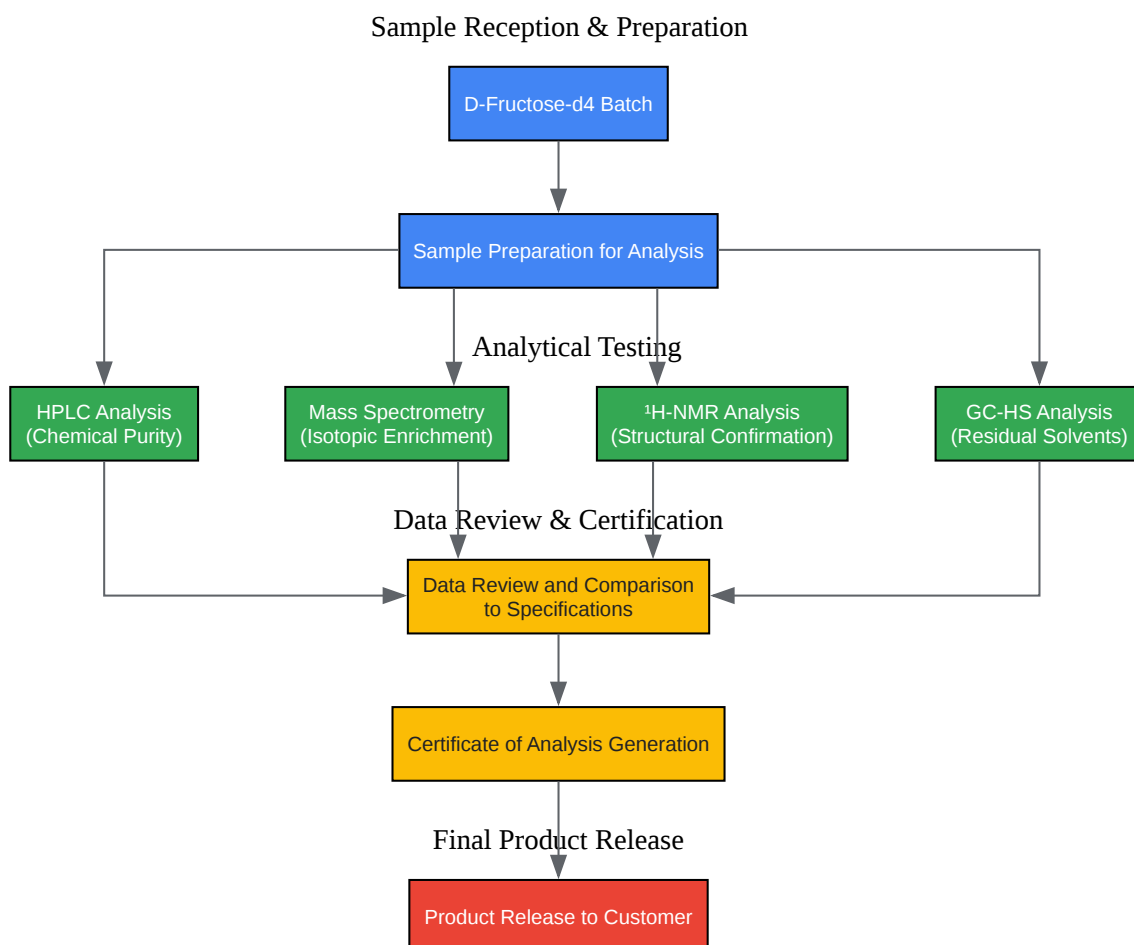 Sample Reception & Preparation
D-Fructose-d4 Batch
Sample Preparation for Analysis
Analytical Testing
HPLC Analysis
(Chemical Purity)
Mass Spectrometry
(Isotopic Enrichment)
¹H-NMR Analysis
(Structural Confirmation)
GC-HS Analysis
(Residual Solvents)
Data Review & Certification
Data Review and Comparison
to Specifications
Certificate of Analysis Generation
Final Product Release
Product Release to Customer